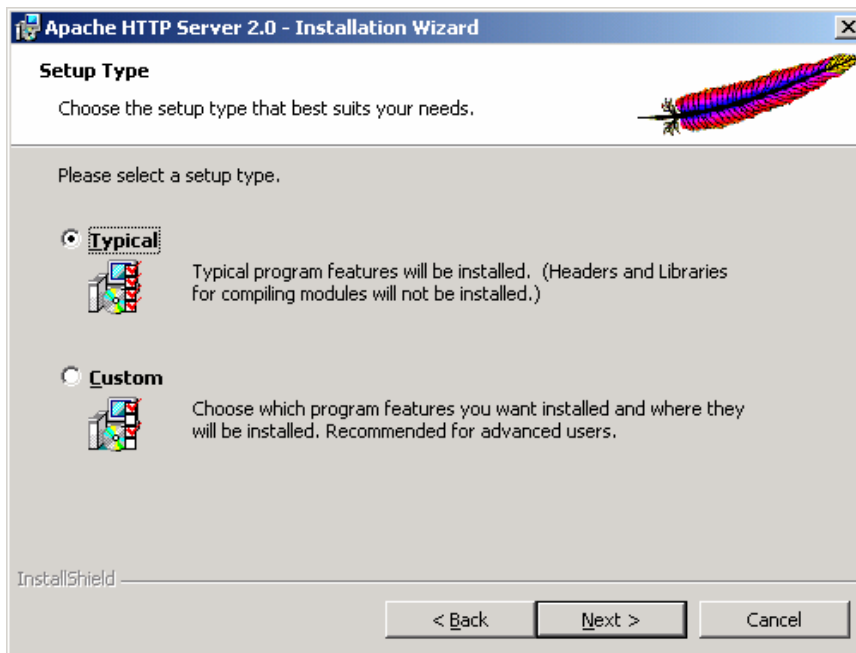 Apache HTTP Server 2.0 - Installation Wizard
Setup Type
Choose the setup type that best suits your needs.
Please select a setup type.
Typical
Typical program features will be installed. (Headers and Libraries
for compiling modules will not be installed.)
Custom
Choose which program features you want installed and where they
will be installed. Recommended for advanced users.
InstallShield
< Back
Next >
Cancel